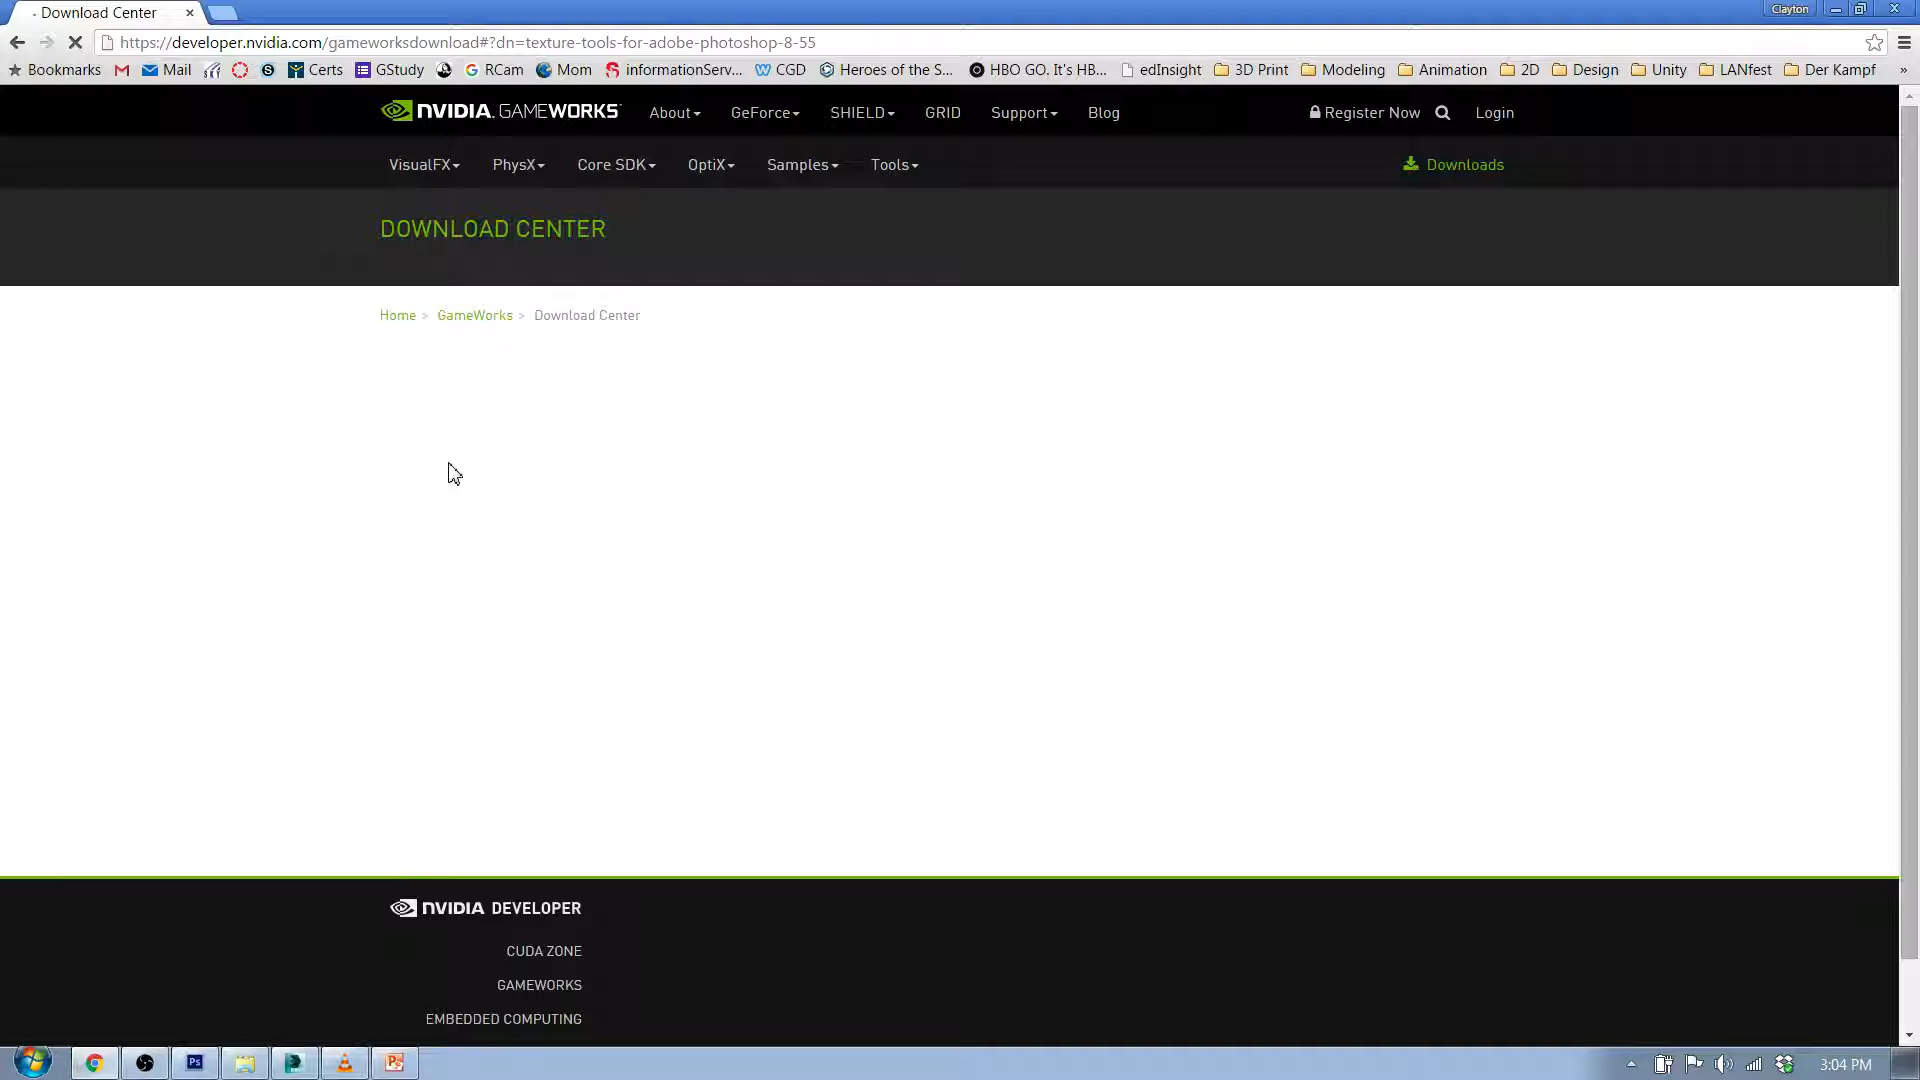 Download Center
Clayton
https://developer.nvidia.com/gameworksdownload#?dn=texture-tools-for-adobe-photoshop-8-55
Bookmarks Mail Certs GStudy RCam Mom informationServ... CGD Heroes of the S... HBO GO. It's HB... edInsight 3D Print Modeling Animation 2D Design Unity LANfest Der Kampf »
NVIDIA. GAMEWORKS About GeForce SHIELD GRID Support Blog Register Now Login
VisualFX PhysX Core SDK OptiX Samples Tools Downloads
DOWNLOAD CENTER
Home > GameWorks > Download Center
NVIDIA DEVELOPER
CUDA ZONE
GAMEWORKS
EMBEDDED COMPUTING
Ps
3:04 PM